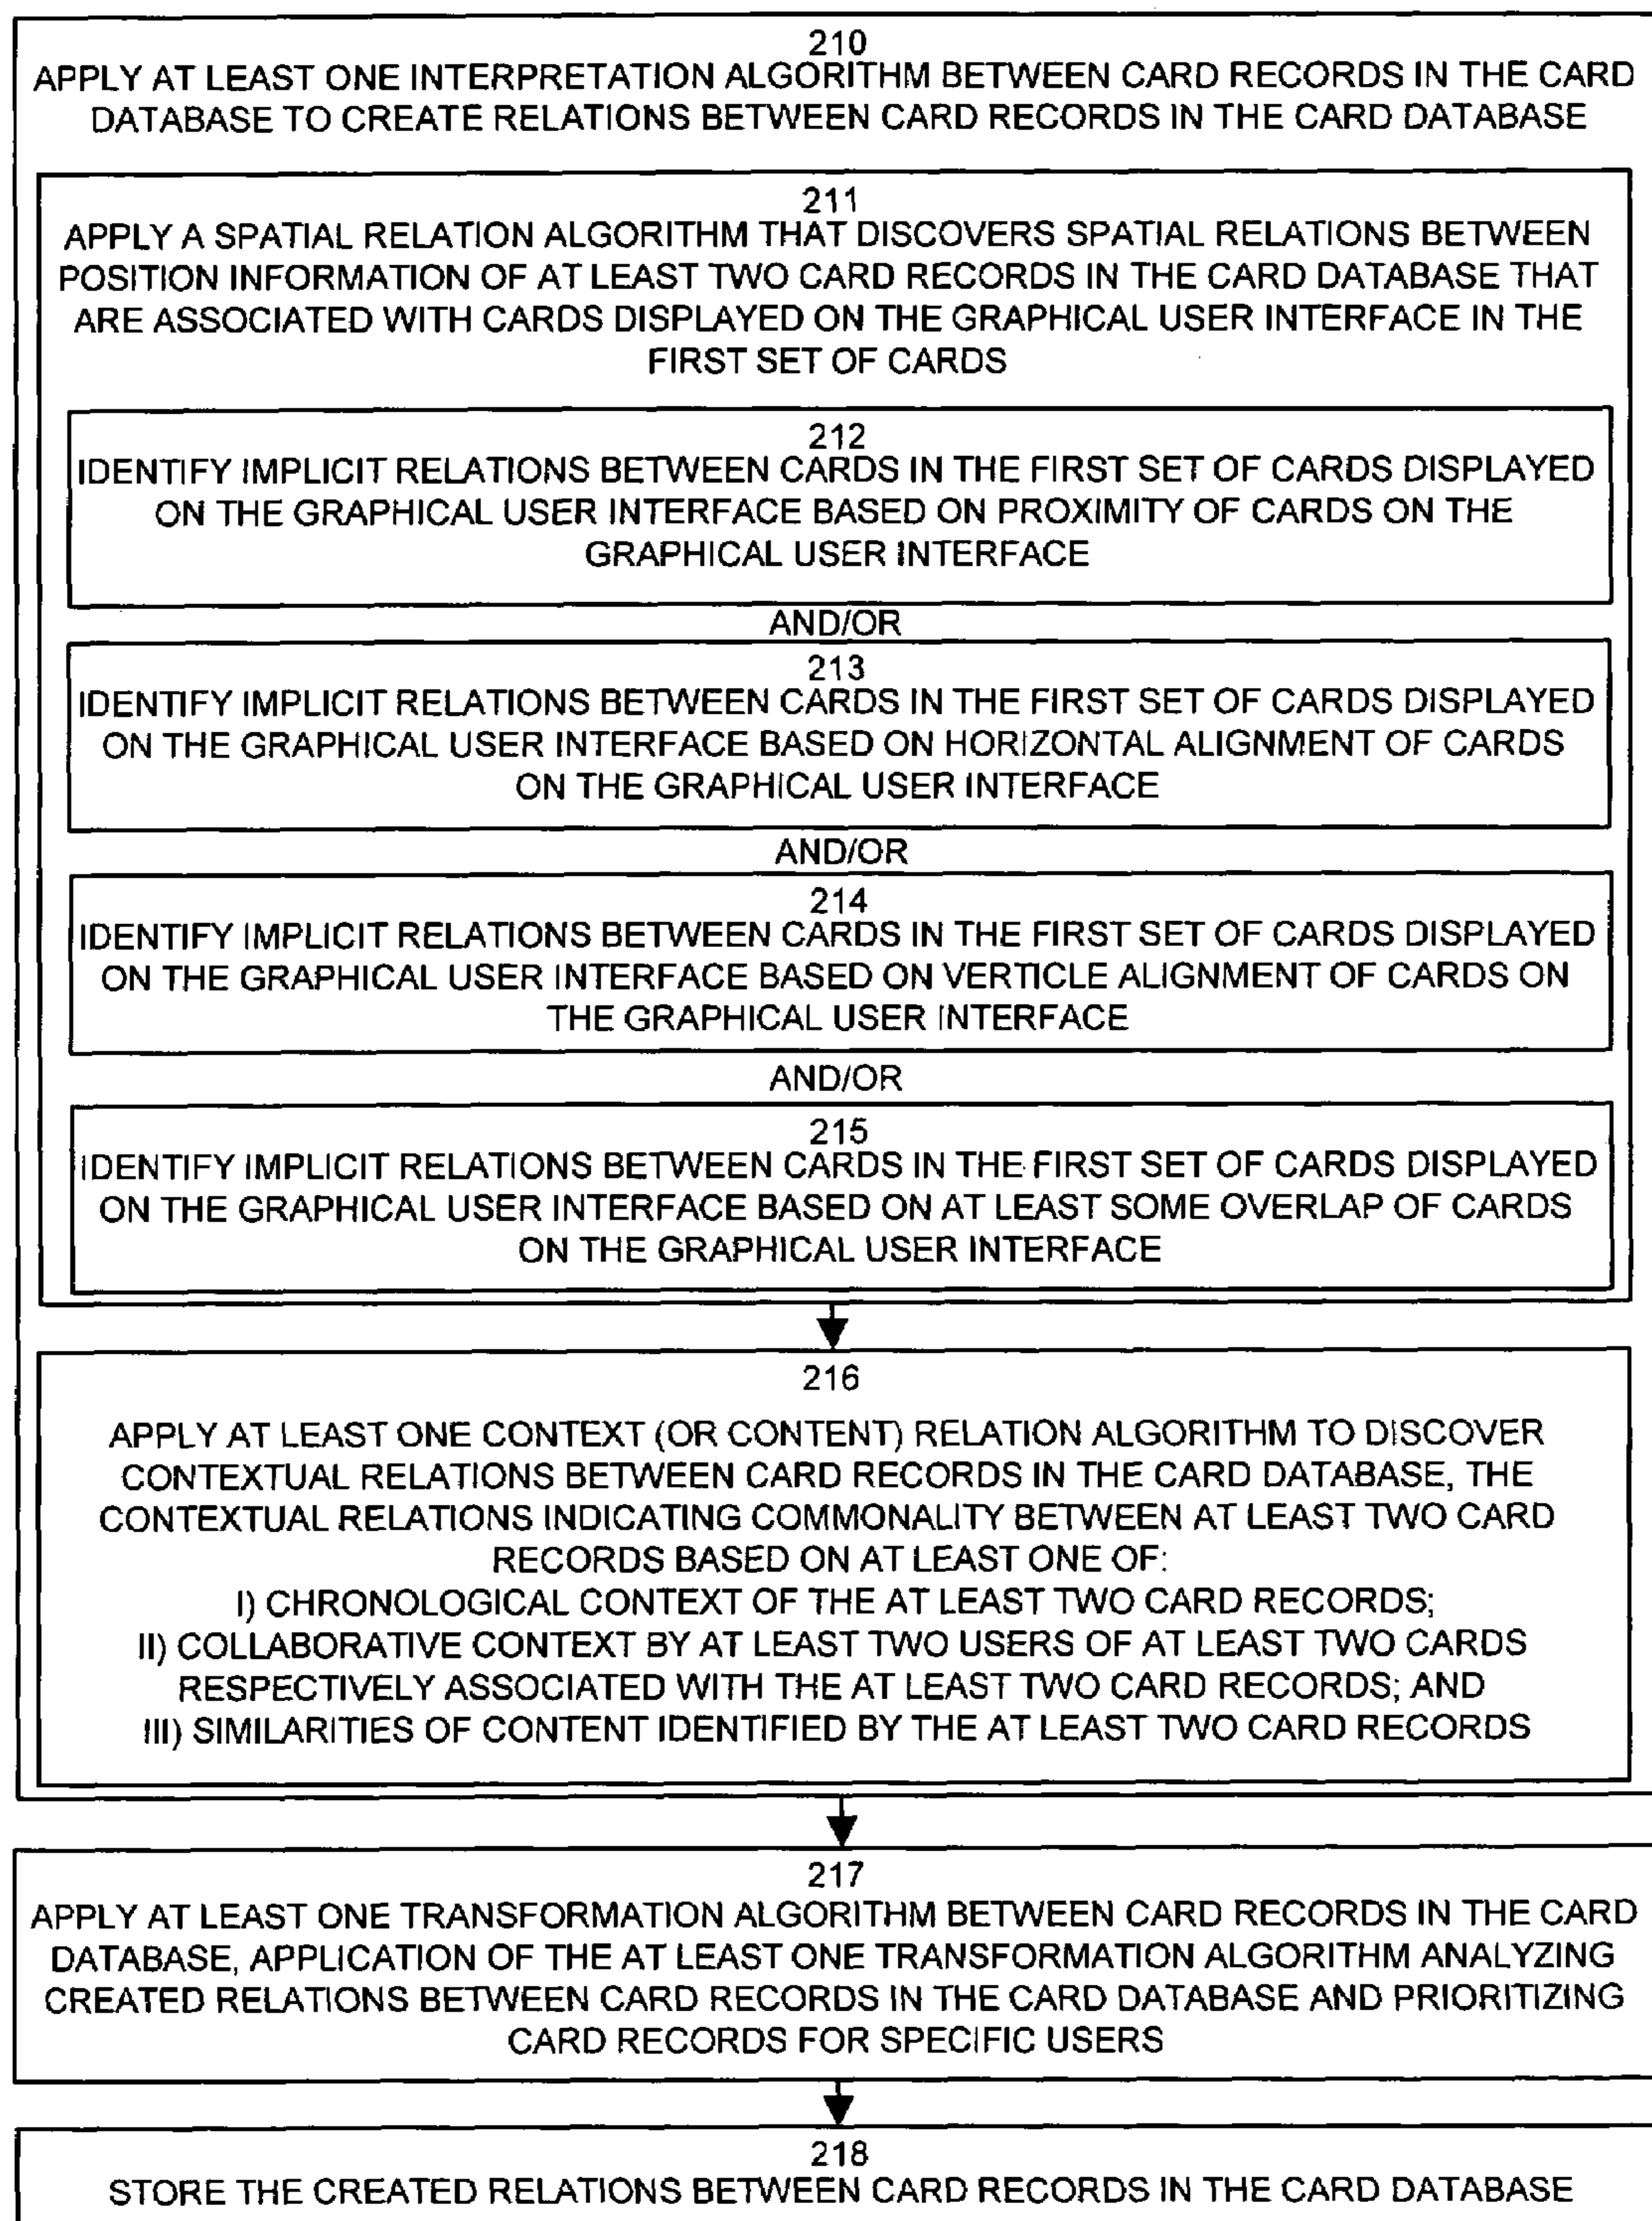 210
APPLY AT LEAST ONE INTERPRETATION ALGORITHM BETWEEN CARD RECORDS IN THE CARD
DATABASE TO CREATE RELATIONS BETWEEN CARD RECORDS IN THE CARD DATABASE
211
APPLY A SPATIAL RELATION ALGORITHM THAT DISCOVERS SPATIAL RELATIONS BETWEEN
POSITION INFORMATION OF AT LEAST TWO CARD RECORDS IN THE CARD DATABASE THAT
ARE ASSOCIATED WITH CARDS DISPLAYED ON THE GRAPHICAL USER INTERFACE IN THE
FIRST SET OF CARDS
212
IDENTIFY IMPLICIT RELATIONS BETWEEN CARDS IN THE FIRST SET OF CARDS DISPLAYED
ON THE GRAPHICAL USER INTERFACE BASED ON PROXIMITY OF CARDS ON THE
GRAPHICAL USER INTERFACE
AND/OR
213
IDENTIFY IMPLICIT RELATIONS BETWEEN CARDS IN THE FIRST SET OF CARDS DISPLAYED
ON THE GRAPHICAL USER INTERFACE BASED ON HORIZONTAL ALIGNMENT OF CARDS
ON THE GRAPHICAL USER INTERFACE
AND/OR
214
IDENTIFY IMPLICIT RELATIONS BETWEEN CARDS IN THE FIRST SET OF CARDS DISPLAYED
ON THE GRAPHICAL USER INTERFACE BASED ON VERTICLE ALIGNMENT OF CARDS ON
THE GRAPHICAL USER INTERFACE
AND/OR
215
IDENTIFY IMPLICIT RELATIONS BETWEEN CARDS IN THE FIRST SET OF CARDS DISPLAYED
ON THE GRAPHICAL USER INTERFACE BASED ON AT LEAST SOME OVERLAP OF CARDS
ON THE GRAPHICAL USER INTERFACE
216
APPLY AT LEAST ONE CONTEXT (OR CONTENT) RELATION ALGORITHM TO DISCOVER
CONTEXTUAL RELATIONS BETWEEN CARD RECORDS IN THE CARD DATABASE, THE
CONTEXTUAL RELATIONS INDICATING COMMONALITY BETWEEN AT LEAST TWO CARD
RECORDS BASED ON AT LEAST ONE OF:
I) CHRONOLOGICAL CONTEXT OF THE AT LEAST TWO CARD RECORDS;
II) COLLABORATIVE CONTEXT BY AT LEAST TWO USERS OF AT LEAST TWO CARDS
RESPECTIVELY ASSOCIATED WITH THE AT LEAST TWO CARD RECORDS; AND
III) SIMILARITIES OF CONTENT IDENTIFIED BY THE AT LEAST TWO CARD RECORDS
217
APPLY AT LEAST ONE TRANSFORMATION ALGORITHM BETWEEN CARD RECORDS IN THE CARD
DATABASE, APPLICATION OF THE AT LEAST ONE TRANSFORMATION ALGORITHM ANALYZING
CREATED RELATIONS BETWEEN CARD RECORDS IN THE CARD DATABASE AND PRIORITIZING
CARD RECORDS FOR SPECIFIC USERS
218
STORE THE CREATED RELATIONS BETWEEN CARD RECORDS IN THE CARD DATABASE